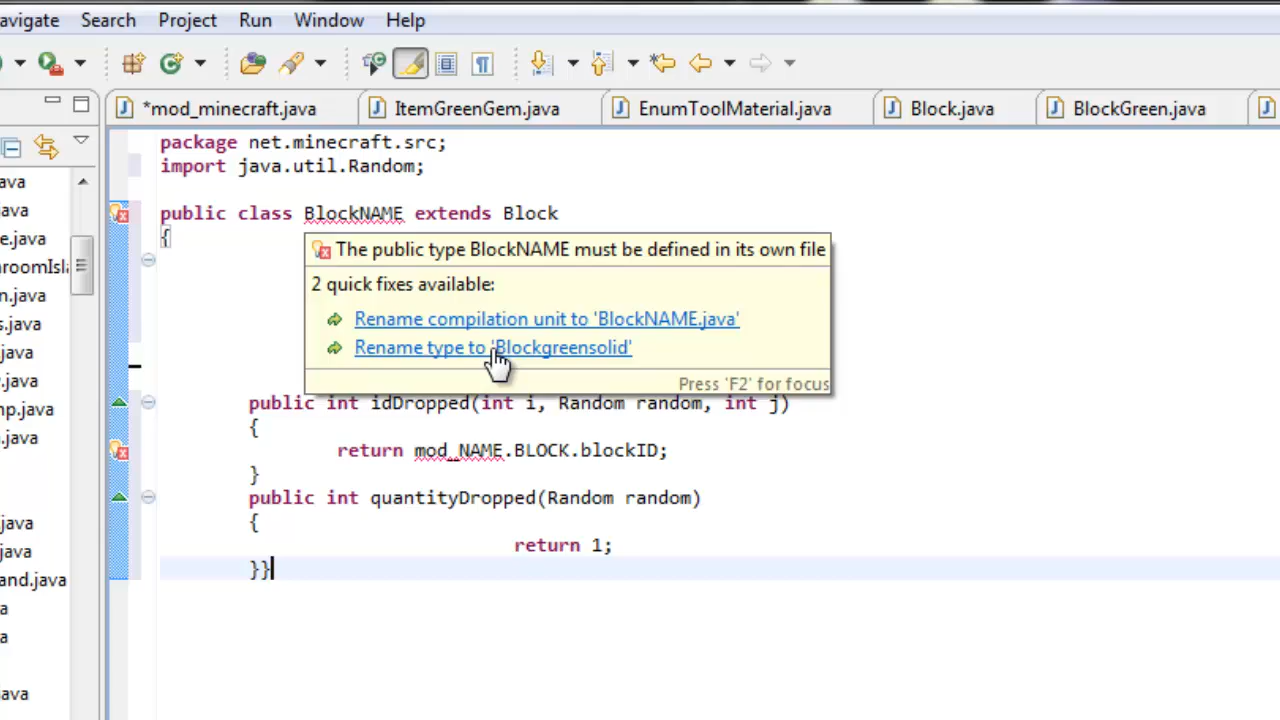 avigate Search Project Run Window Help
*mod_minecraft.java ItemGreenGem.java EnumToolMaterial.java Block.java BlockGreen.java
package net.minecraft.src;
import java.util.Random;
public class BlockNAME extends Block
{
The public type BlockNAME must be defined in its own file
2 quick fixes available:
Rename compilation unit to 'BlockNAME.java'
Rename type to 'Blockgreensolid'
Press 'F2' for focus
public int idDropped(int i, Random random, int j)
{
return mod_NAME.BLOCK.blockID;
}
public int quantityDropped(Random random)
{
return 1;
}}
ava
java
e.java
roomIsla
n.java
s.java
java
.java
mp.java
a.java
.java
java
and.java
a
a
ava